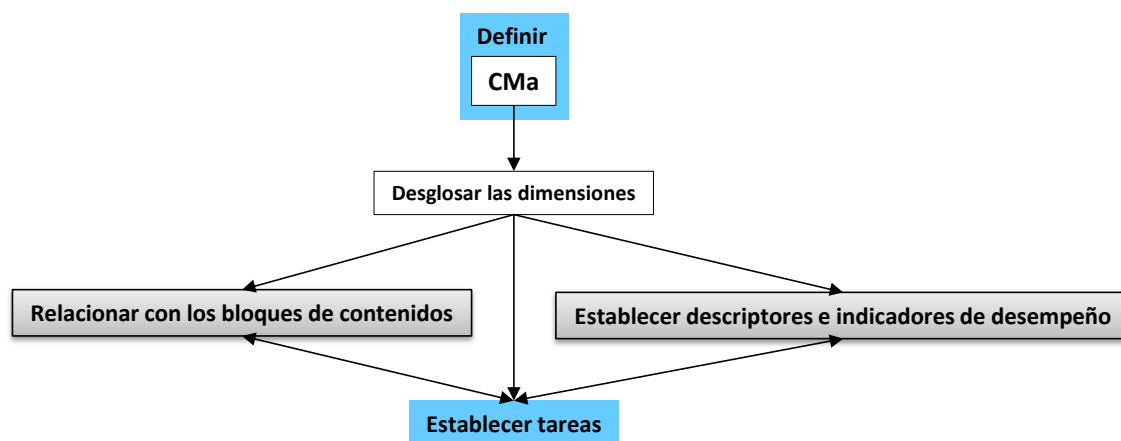 Definir
CMa
Desglosar las dimensiones
Relacionar con los bloques de contenidos
Establecer descriptores e indicadores de desempeño
Establecer tareas